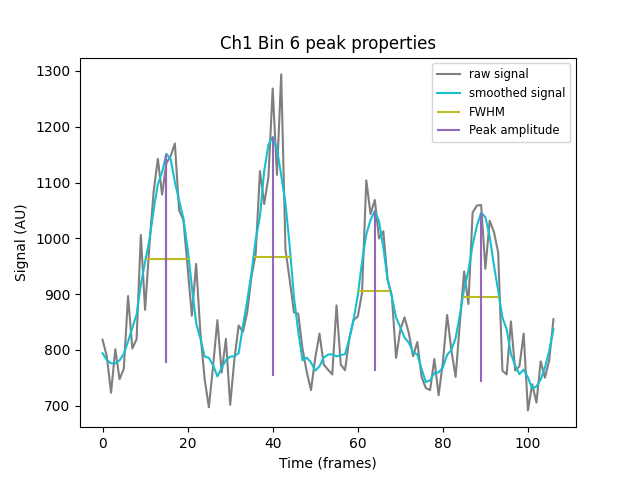 Ch1 Bin 6 peak properties
raw signal
smoothed signal
FWHM
Peak amplitude
Signal (AU)
1300
1200
1100
1000
900
800
700
0 20 40 60 80 100
Time (frames)